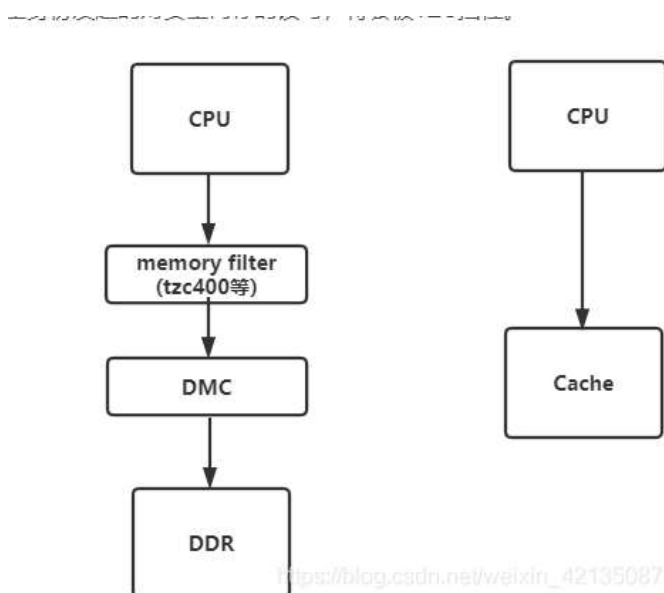 CPU
CPU
memory filter
(tzc400等)
DMC
Cache
DDR
https://blog.csdn.net/weixin_42135087